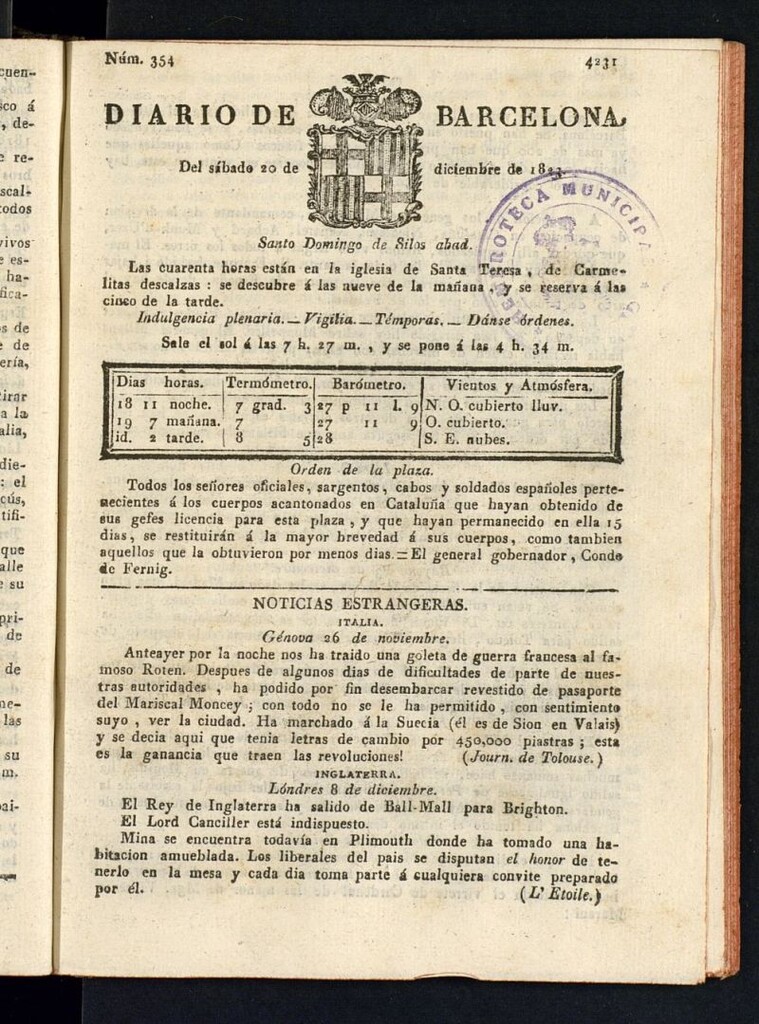 Núm. 354
4231
DIARIO DE BARCELONA,
Del sábado 20 de diciembre de 1823.
HEMEROTECA MUNICIPAL
Santo Domingo de Silos abad.
Las cuarenta horas están en la iglesia de Santa Teresa, de Carme-
litas descalzas : se descubre á las nueve de la mañana, y se reserva á las
cinco de la tarde.
Indulgencia plenaria. — Vigilia. — Témporas. — Dánse órdenes.
Sale el sol á las 7 h. 27 m., y se pone á las 4 h. 34 m.
Dias horas. Termómetro. Barómetro. Vientos y Atmósfera.
18 11 noche. 7 grad. 3 27 p 11 l. 9 N. O. cubierto lluv.
19 7 mañana. 7 27 11 9 O. cubierto.
id. 2 tarde. 8 5 28 S. E. nubes.
Orden de la plaza.
Todos los señores oficiales, sargentos, cabos y soldados españoles perte-
necientes á los cuerpos acantonados en Cataluña que hayan obtenido de
sus gefes licencia para esta plaza, y que hayan permanecido en ella 15
dias, se restituirán á la mayor brevedad á sus cuerpos, como tambien
aquellos que la obtuvieron por menos dias.=El general gobernador, Conde
de Fernig.
NOTICIAS ESTRANGERAS.
ITALIA.
Génova 26 de noviembre.
Anteayer por la noche nos ha traido una goleta de guerra francesa al fa-
moso Roten. Despues de algunos dias de dificultades de parte de nues-
tras autoridades, ha podido por fin desembarcar revestido de pasaporte
del Mariscal Moncey; con todo no se le ha permitido, con sentimiento
suyo, ver la ciudad. Ha marchado á la Suecia (él es de Sion en Valais)
y se decia aqui que tenia letras de cambio por 450,000 piastras; esta
es la ganancia que traen las revoluciones! (Journ. de Tolouse.)
INGLATERRA.
Lóndres 8 de diciembre.
El Rey de Inglaterra ha salido de Ball-Mall para Brighton.
El Lord Canciller está indispuesto.
Mina se encuentra todavía en Plimouth donde ha tomado una ha-
bitacion amueblada. Los liberales del pais se disputan el honor de te-
nerlo en la mesa y cada dia toma parte á cualquiera convite preparado
por él. (L' Etoile.)